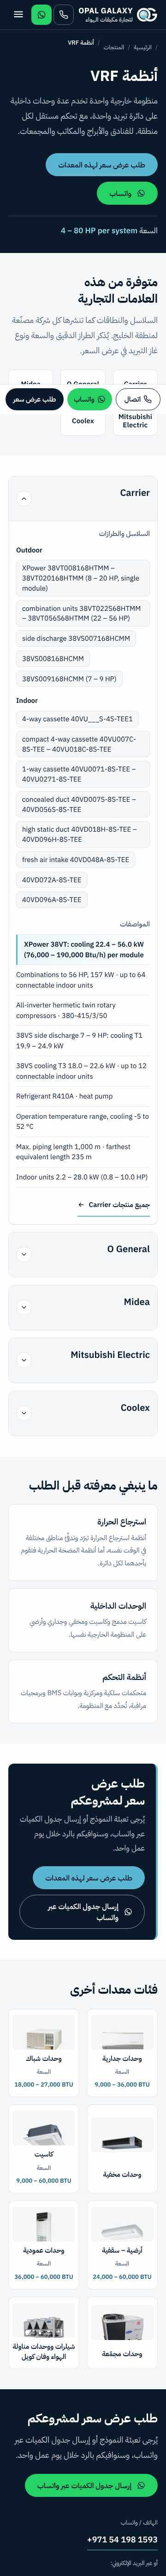 OPAL GALAXY
لتجارة مكيفات الهواء
الرئيسية / المنتجات / أنظمة VRF
أنظمة VRF
وحدة خارجية واحدة تخدم عدة وحدات داخلية
مستقلة، مع تحكم مستقل لكل
منطقة. للفنادق والأبراج والمكاتب والمجمعات.
طلب عرض سعر لهذه المعدات
واتساب
السعة 4 – 80 HP per system
متوفرة من هذه
العلامات التجارية
السلاسل والنطاقات كما تنشرها كل شركة مصنّعة
للمشاريع. يُذكر الطراز الدقيق والسعة ونوع
غاز التبريد في عرض السعر.
Carrier
O General
Midea
اتصال
واتساب
طلب عرض سعر
Mitsubishi Electric
Coolex
Carrier
السلاسل والطرازات
Outdoor
XPower 38VT008168HTMM –
38VT020168HTMM (8 – 20 HP, single
module)
combination units 38VT022S68HTMM
– 38VT056S68HTMM (22 – 56 HP)
side discharge 38VS007168HCMM
38VS008168HCMM
38VS009168HCMM (7 – 9 HP)
Indoor
4-way cassette 40VU___S-4S-TEE1
compact 4-way cassette 40VU007C-
8S-TEE – 40VU018C-8S-TEE
1-way cassette 40VU0071-8S-TEE –
40VU0271-8S-TEE
concealed duct 40VD007S-8S-TEE –
40VD056S-8S-TEE
high static duct 40VD018H-8S-TEE –
40VD096H-8S-TEE
fresh air intake 40VD048A-8S-TEE
40VD072A-8S-TEE
40VD096A-8S-TEE
المواصفات
XPower 38VT: cooling 22.4 – 56.0 kW
(76,000 – 190,000 Btu/h) per module
Combinations to 56 HP, 157 kW · up to 64
connectable indoor units
All-inverter hermetic twin rotary
compressors · 380-415/3/50
38VS side discharge 7 – 9 HP: cooling T1
19.9 – 24.9 kW
38VS cooling T3 18.0 – 22.6 kW · up to 12
connectable indoor units
Refrigerant R410A · heat pump
Operation temperature range, cooling -5 to
52 °C
Max. piping length 1,000 m · farthest
equivalent length 235 m
Indoor units 2.2 – 28.0 kW (0.8 – 10.0 HP)
جميع منتجات Carrier ←
O General
Midea
Mitsubishi Electric
Coolex
ما ينبغي معرفته قبل الطلب
استرجاع الحرارة
أنظمة استرجاع الحرارة تبرّد وتدفّئ مناطق مختلفة
في الوقت نفسه، أما أنظمة المضخة الحرارية فتقوم
بأحدهما لكل دائرة.
الوحدات الداخلية
كاسيت مدمج وكاسيت ومخفي وجداري وأرضي
على المنظومة الخارجية نفسها.
أنظمة التحكم
متحكمات سلكية ومركزية وبوابات BMS وبرمجيات
مراقبة، تُحدَّد مع المنظومة.
طلب عرض
سعر لمشروعكم
يُرجى تعبئة النموذج أو إرسال جدول الكميات
عبر واتساب، وسنوافيكم بالرد خلال يوم
عمل واحد.
طلب عرض سعر لهذه المعدات
إرسال جدول الكميات عبر
واتساب
فئات معدات أخرى
وحدات جدارية
السعة
9,000 – 36,000 BTU
وحدات شباك
السعة
18,000 – 27,000 BTU
وحدات مخفية
كاسيت
السعة
9,000 – 60,000 BTU
أرضية – سقفية
السعة
24,000 – 60,000 BTU
وحدات عمودية
السعة
36,000 – 60,000 BTU
وحدات مجمّعة
شيلرات ووحدات مناولة
الهواء وفان كويل
طلب عرض سعر لمشروعكم
يُرجى تعبئة النموذج أو إرسال جدول الكميات عبر
واتساب، وسنوافيكم بالرد خلال يوم عمل واحد.
إرسال جدول الكميات عبر واتساب
الهاتف / واتساب
+971 54 198 1593
أو عبر البريد الإلكتروني: